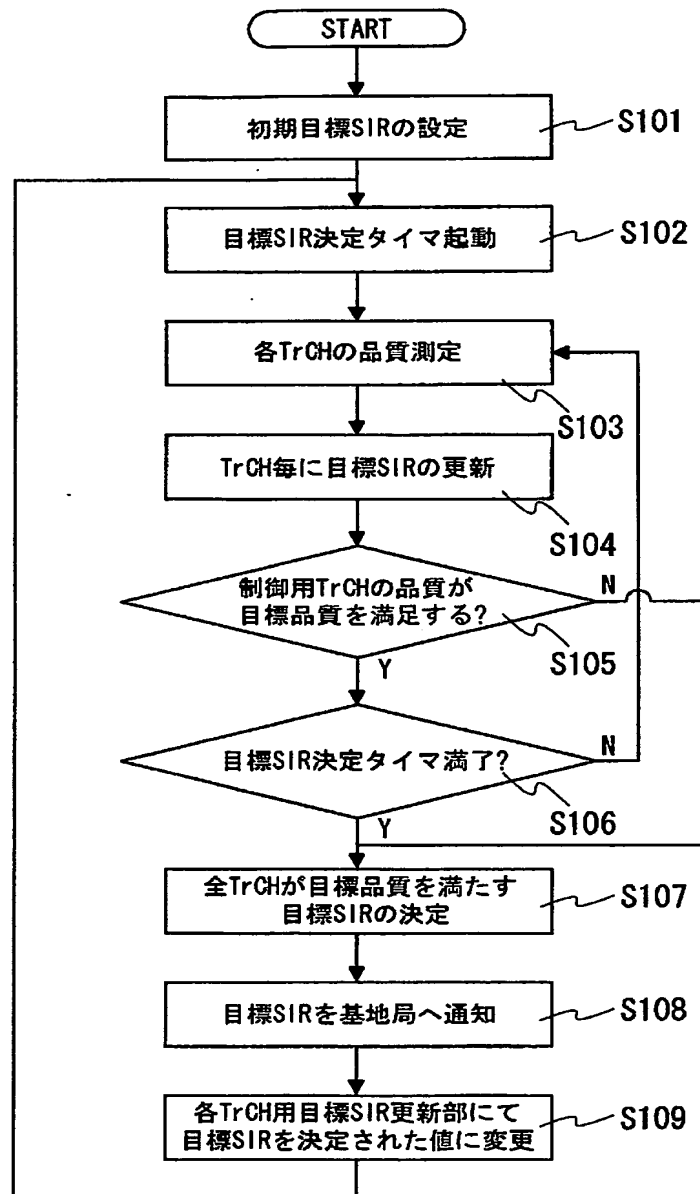 START
初期目標SIRの設定
S101
目標SIR決定タイマ起動
S102
各TrCHの品質測定
S103
TrCH毎に目標SIRの更新
S104
制御用TrCHの品質が
目標品質を満足する?
N
S105
Y
目標SIR決定タイマ満了?
N
S106
Y
全TrCHが目標品質を満たす
目標SIRの決定
S107
目標SIRを基地局へ通知
S108
各TrCH用目標SIR更新部にて
目標SIRを決定された値に変更
S109